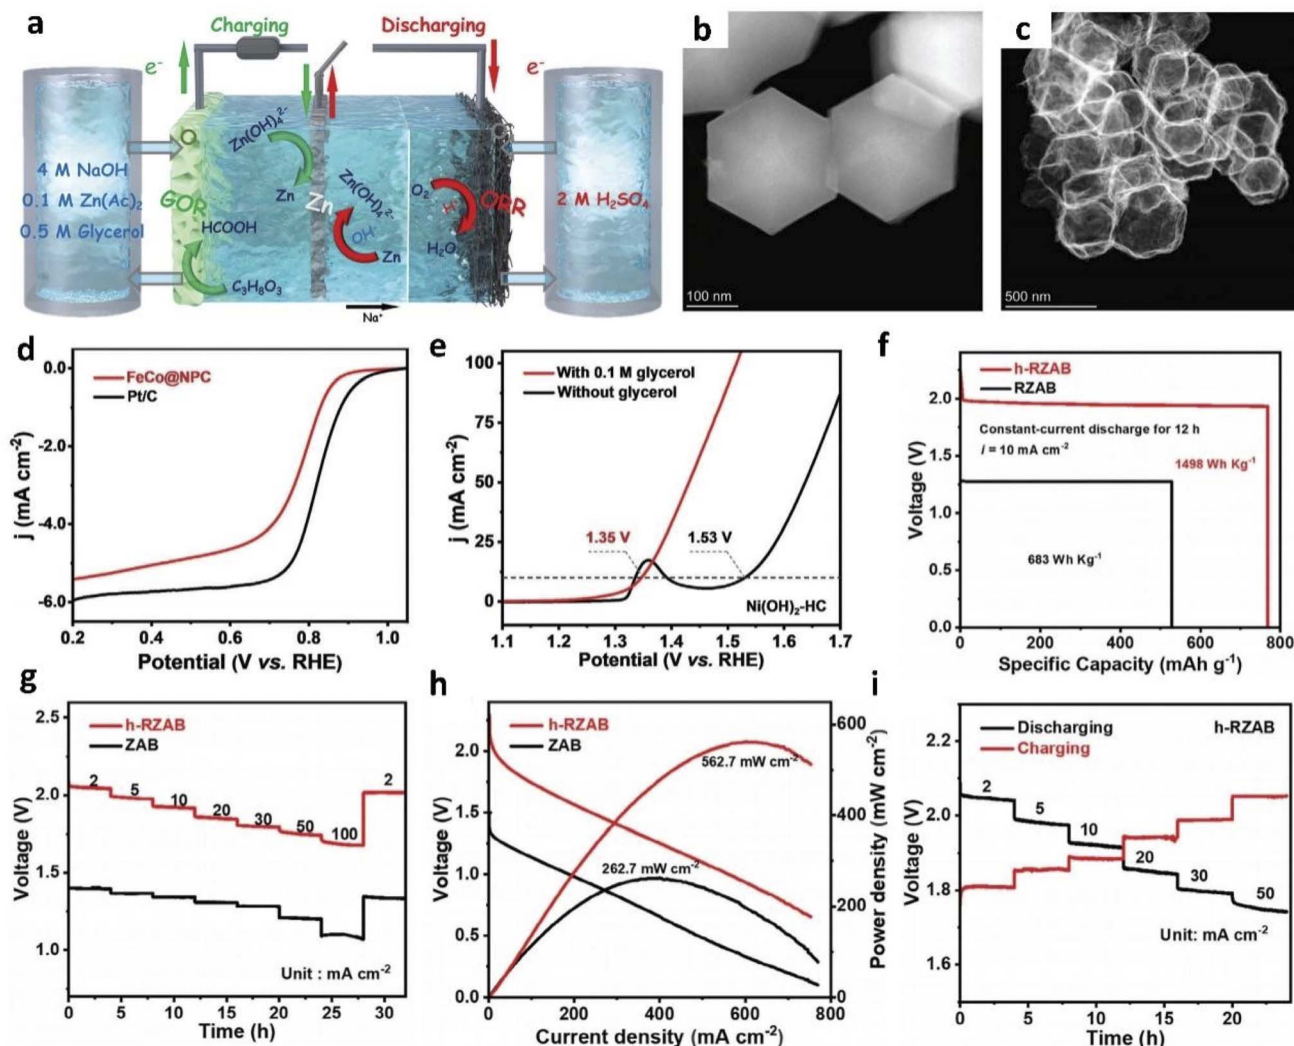 a
Charging
Discharging
e⁻
e⁻
4 M NaOH
0.1 M Zn(Ac)₂
0.5 M Glycerol
GOR
HCOOH
C₃H₈O₃
Zn(OH)₄²⁻
Zn
Zn
Zn(OH)₄²⁻
OH⁻
Zn
O₂
H⁺
H₂O
ORR
2 M H₂SO₄
Na⁺
b
100 nm
c
500 nm
d
FeCo@NPC
Pt/C
0.0
-2.0
-4.0
-6.0
j (mA cm⁻²)
0.2
0.4
0.6
0.8
1.0
Potential (V vs. RHE)
e
With 0.1 M glycerol
Without glycerol
100
75
50
25
0
j (mA cm⁻²)
1.35 V
1.53 V
Ni(OH)₂-HC
1.1
1.2
1.3
1.4
1.5
1.6
1.7
Potential (V vs. RHE)
f
h-RZAB
RZAB
Constant-current discharge for 12 h
i = 10 mA cm⁻²
1498 Wh Kg⁻¹
683 Wh Kg⁻¹
2.0
1.5
1.0
0.5
0.0
Voltage (V)
0
200
400
600
800
Specific Capacity (mAh g⁻¹)
g
h-RZAB
ZAB
2.5
2.0
1.5
1.0
Voltage (V)
2
5
10
20
30
50
100
2
Unit : mA cm⁻²
0
5
10
15
20
25
30
Time (h)
h
h-RZAB
ZAB
562.7 mW cm⁻²
262.7 mW cm⁻²
2.0
1.5
1.0
0.5
0.0
Voltage (V)
600
400
200
0
Power density (mW cm⁻²)
0
200
400
600
800
Current density (mA cm⁻²)
i
Discharging
Charging
h-RZAB
2.2
2.0
1.8
1.6
Voltage (V)
2
5
10
20
30
50
Unit: mA cm⁻²
0
5
10
15
20
Time (h)